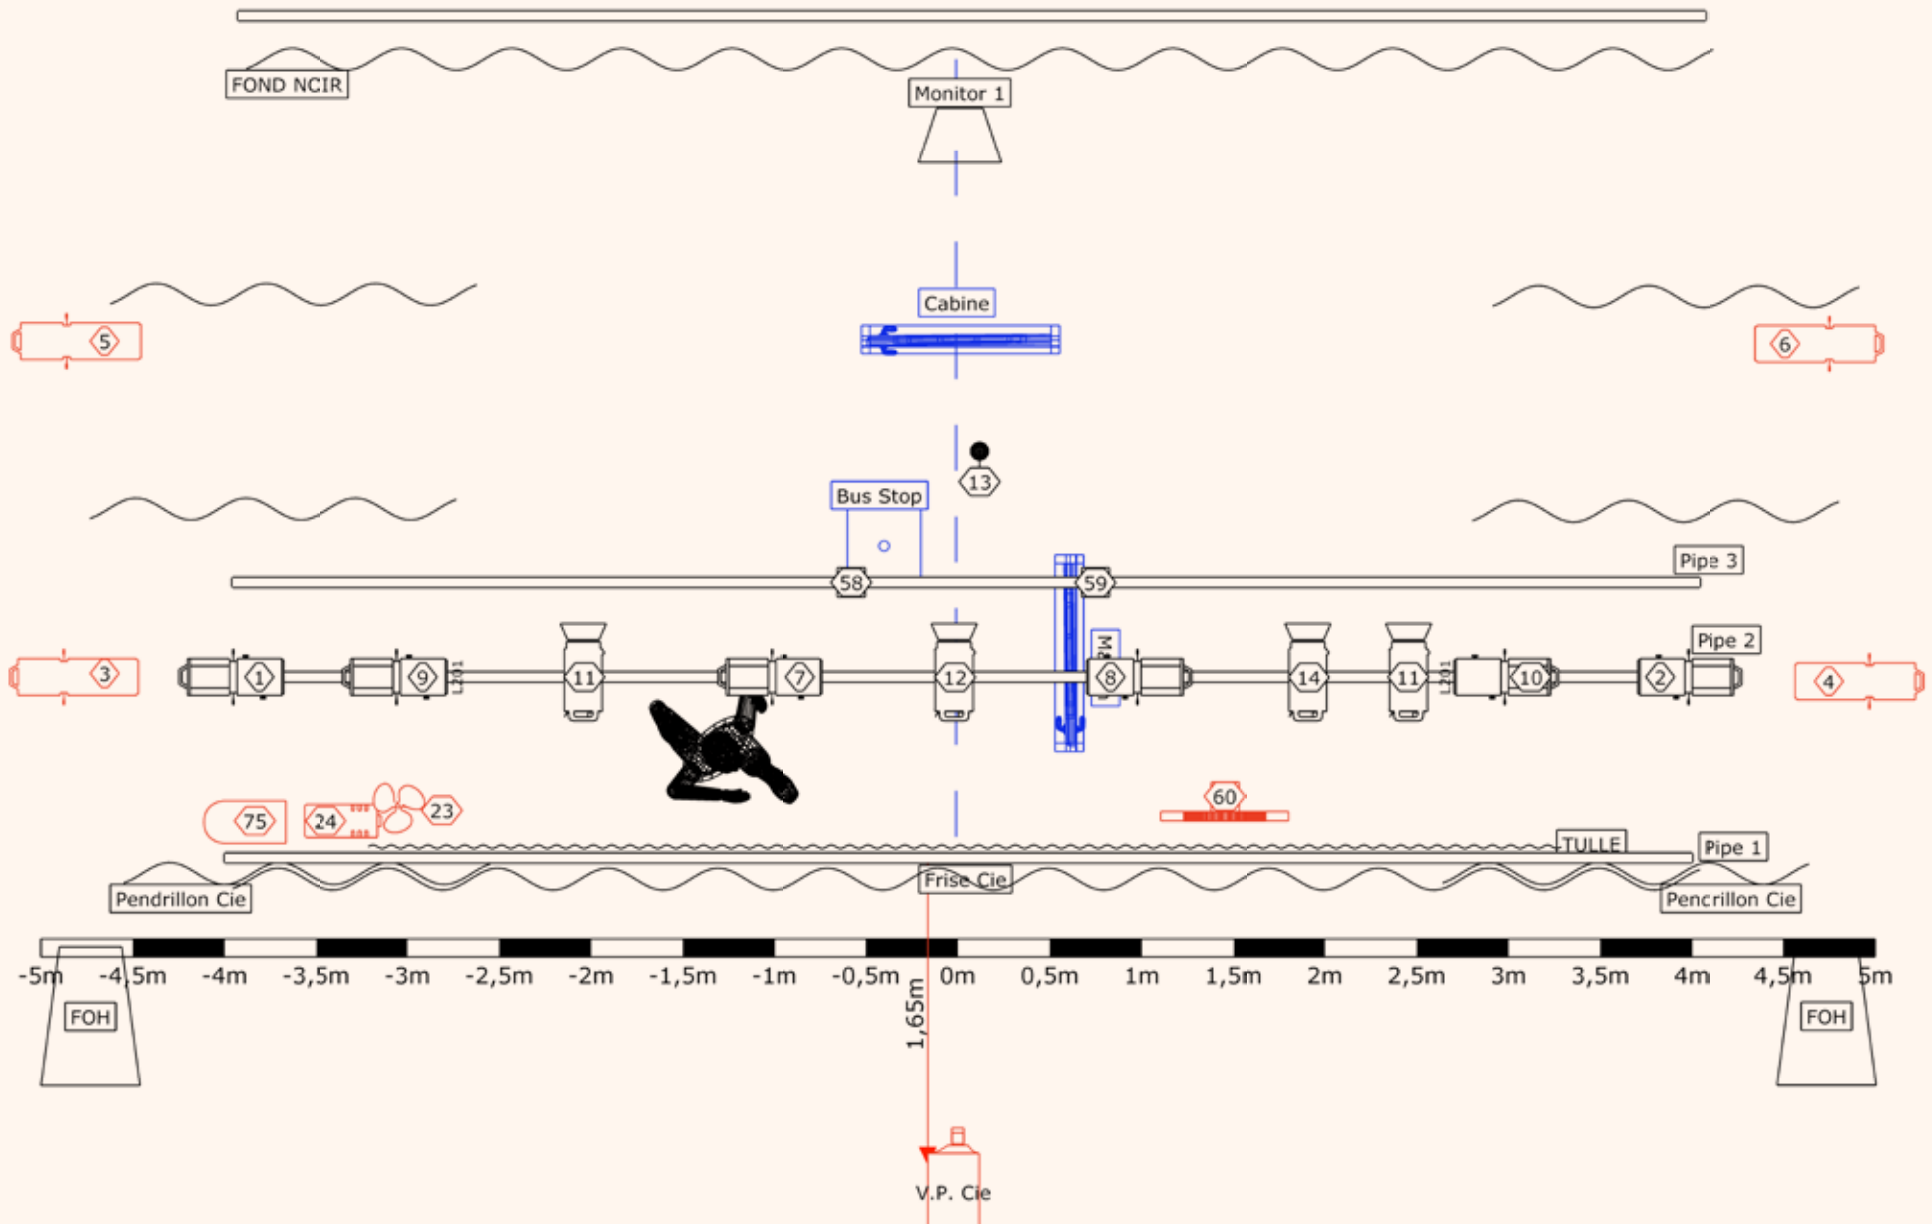 FOND NCIR
Monitor 1
Cabine
5
6
13
Bus Stop
Pipe 3
58
59
Pipe 2
3
1
9
L201
11
7
12
8
14
11
L201
10
2
4
75
24
23
60
TULLE
Pipe 1
Pendrillon Cie
Frise Cie
Pencrillon Cie
-5m -4,5m -4m -3,5m -3m -2,5m -2m -1,5m -1m -0,5m 0m 0,5m 1m 1,5m 2m 2,5m 3m 3,5m 4m 4,5m 5m
FOH
1,65m
FOH
V.P. Cie